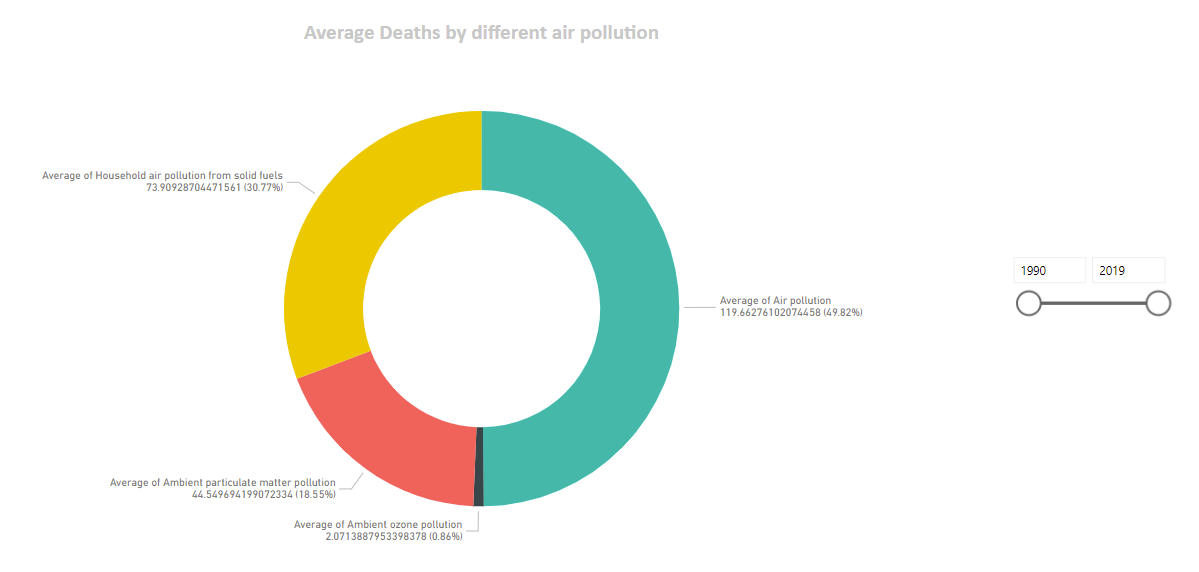 Average Deaths by different air pollution
Average of Household air pollution from solid fuels
73.90928704471561 (30.77%)
1990
2019
Average of Air pollution
119.66276102074458 (49.82%)
Average of Ambient particulate matter pollution
44.549694199072334 (18.55%)
Average of Ambient ozone pollution
2.0713887953398378 (0.86%)